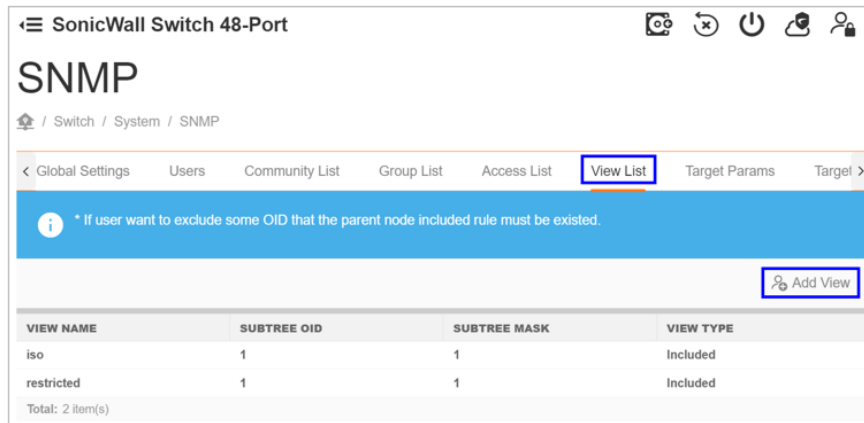 SonicWall Switch 48-Port
SNMP
/ Switch / System / SNMP
Global Settings Users Community List Group List Access List View List Target Params Target
* If user want to exclude some OID that the parent node included rule must be existed.
Add View
VIEW NAME SUBTREE OID SUBTREE MASK VIEW TYPE
iso 1 1 Included
restricted 1 1 Included
Total: 2 item(s)